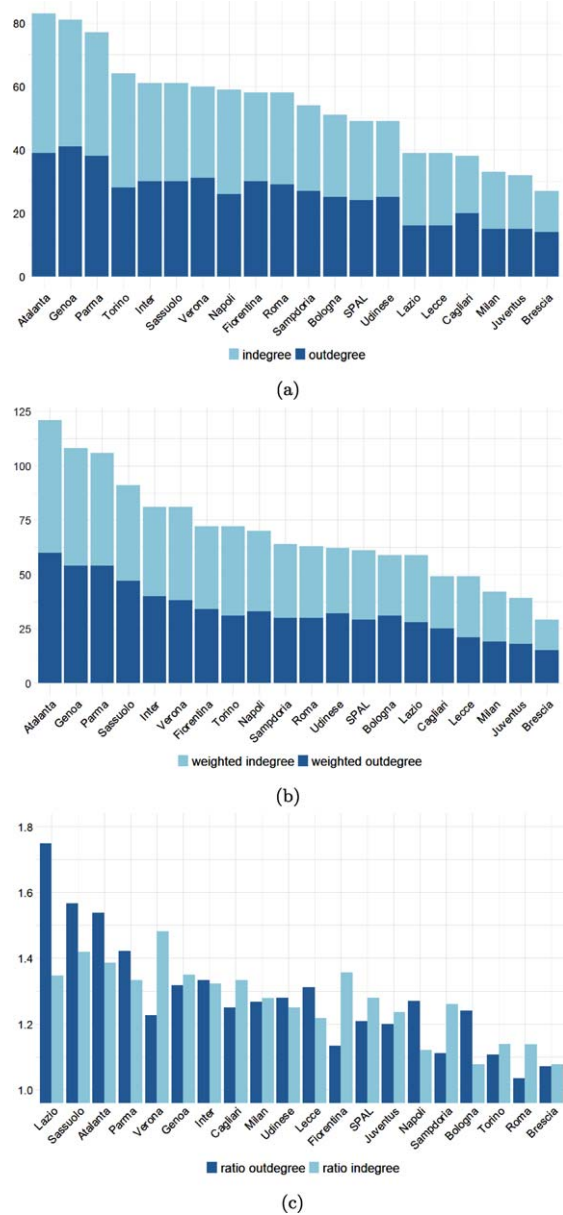 80
60
40
20
0
Atalanta Genoa Parma Torino Inter Sassuolo Verona Napoli Fiorentina Roma Sampdoria Bologna SPAL Udinese Lazio Lecce Cagliari Milan Juventus Brescia
indegree outdegree
(a)
125
100
75
50
25
0
Atalanta Genoa Parma Sassuolo Inter Verona Fiorentina Torino Napoli Sampdoria Roma Udinese SPAL Bologna Lazio Cagliari Lecce Milan Juventus Brescia
weighted indegree weighted outdegree
(b)
1.8
1.6
1.4
1.2
1.0
Lazio Sassuolo Atalanta Parma Verona Genoa Inter Cagliari Milan Udinese Lecce Fiorentina SPAL Juventus Napoli Sampdoria Bologna Torino Roma Brescia
ratio outdegree ratio indegree
(c)